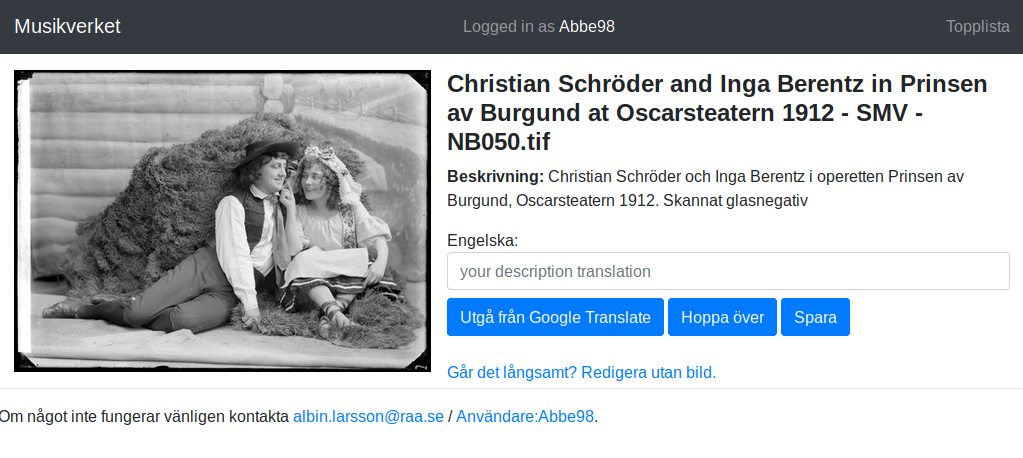 Musikverket
Logged in as Abbe98
Topplista
Christian Schröder and Inga Berentz in Prinsen
av Burgund at Oscarsteatern 1912 - SMV -
NB050.tif
Beskrivning: Christian Schröder och Inga Berentz i operetten Prinsen av
Burgund, Oscarsteatern 1912. Skannat glasnegativ
Engelska:
your description translation
Utgå från Google Translate
Hoppa över
Spara
Går det långsamt? Redigera utan bild.
Om något inte fungerar vänligen kontakta albin.larsson@raa.se / Användare:Abbe98.